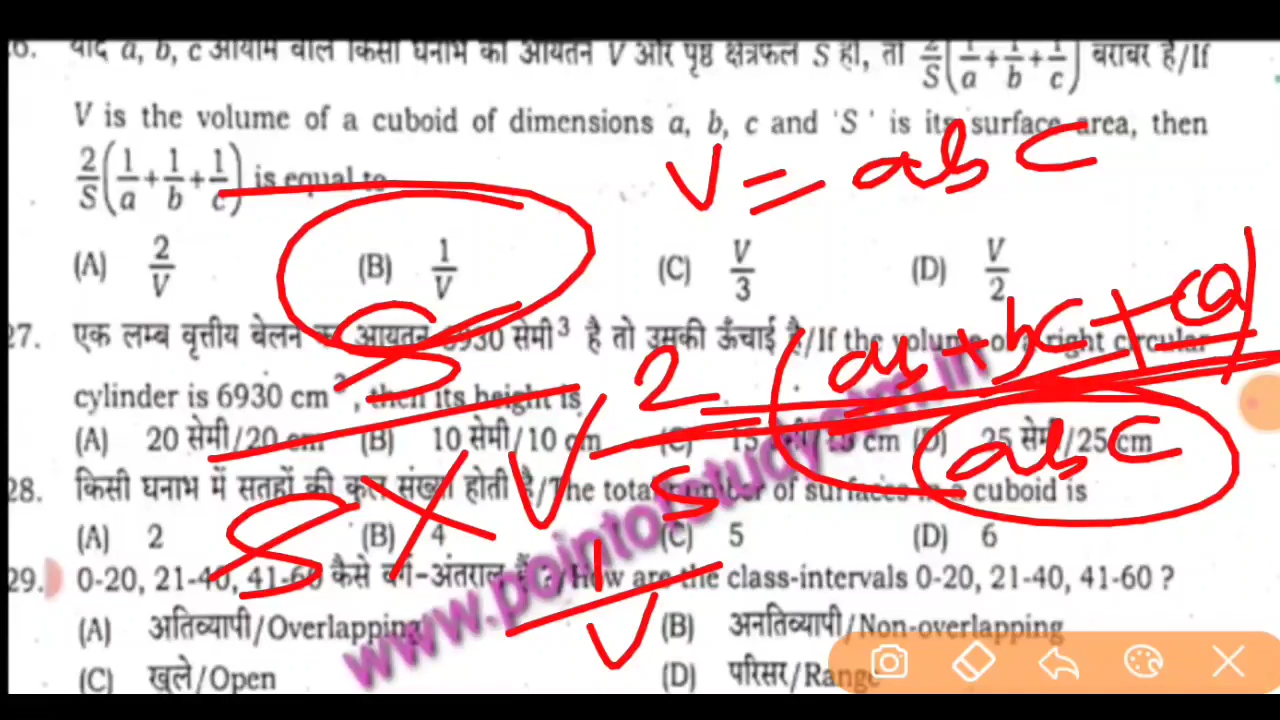 26. यदि a, b, c आयाम वाले किसी घनाभ का आयतन V और पृष्ठ क्षेत्रफल S हो, तो 2/S(1/a+1/b+1/c) बराबर है/If
V is the volume of a cuboid of dimensions a, b, c and 'S' is its surface area, then
2/S(1/a+1/b+1/c) is equal to
V = abc
(A) 2/V (B) 1/V (C) V/3 (D) V/2
27. एक लम्ब वृत्तीय बेलन का आयतन 6930 सेमी³ है तो उसकी ऊँचाई है/If the volume of a right circular
cylinder is 6930 cm³, then its height is
2/S (ab+bc+ca)/abc
(A) 20 सेमी/20 cm (B) 10 सेमी/10 cm (C) 15 सेमी/15 cm (D) 25 सेमी/25 cm
S/S×V
28. किसी घनाभ में सतहों की कुल संख्या होती है/The total number of surfaces in a cuboid is
(A) 2 (B) 4 (C) 5 (D) 6
1/V
29. 0-20, 21-40, 41-60 कैसे वर्ग-अंतराल हैं?/How are the class-intervals 0-20, 21-40, 41-60 ?
(A) अतिव्यापी/Overlapping (B) अनतिव्यापी/Non-overlapping
(C) खुले/Open (D) परिसर/Range
www.pointofstudysim.in